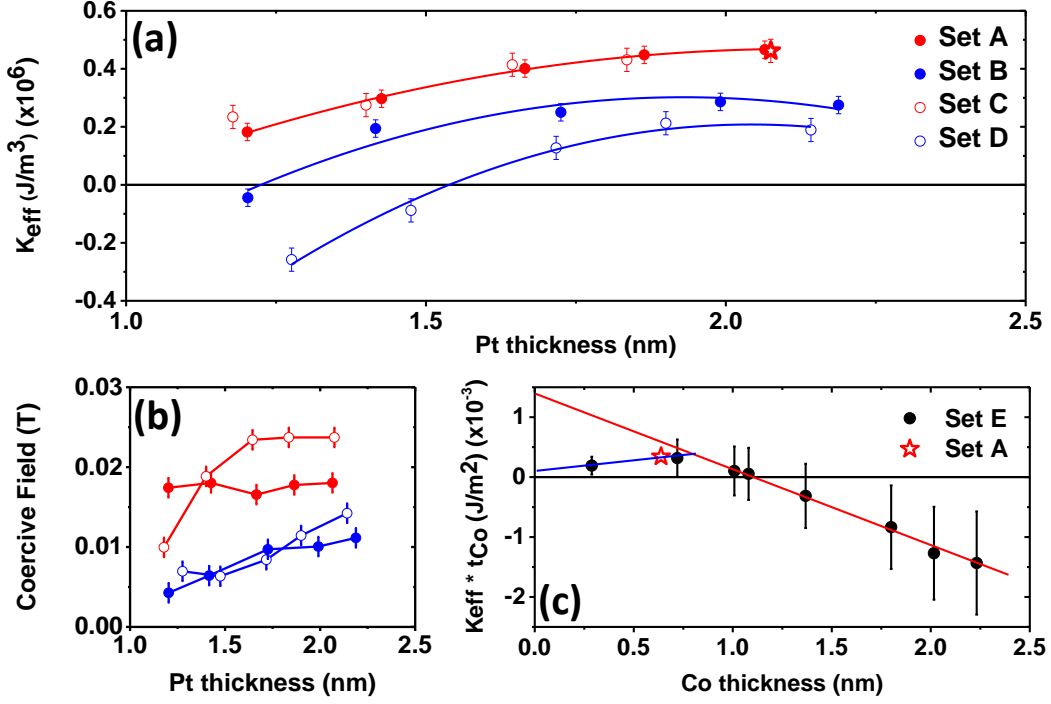 (a)
K_eff (J/m³) (x10⁶)
0.6
0.4
0.2
0.0
-0.2
-0.4
Set A
Set B
Set C
Set D
1.0 1.5 2.0 2.5
Pt thickness (nm)
(b)
Coercive Field (T)
0.03
0.02
0.01
0.00
1.0 1.5 2.0 2.5
Pt thickness (nm)
(c)
Keff * tCo (J/m²) (x10⁻³)
1
0
-1
-2
Set E
Set A
0.0 0.5 1.0 1.5 2.0 2.5
Co thickness (nm)